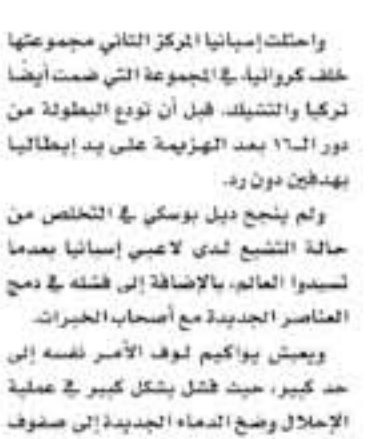 واحتلت إسبانيا المركز الثاني مجموعتها
خلف كرواتيا، في المجموعة التي ضمت أيضا
تركيا والتشيك، قبل أن تودع البطولة من
دور الـ١٦ بعد الهزيمة على يد إيطاليا
بهدفين دون رد.
ولم ينجح ديل بوسكي في التخلص من
حالة التشبع لدى لاعبي إسبانيا بعدما
تسيدوا العالم، بالإضافة إلى فشله في دمج
العناصر الجديدة مع أصحاب الخبرات.
ويعيش يواكيم لوف الأمر نفسه إلى
حد كبير، حيث فشل بشكل كبير في عملية
الإحلال وضخ الدماء الجديدة إلى صفوف